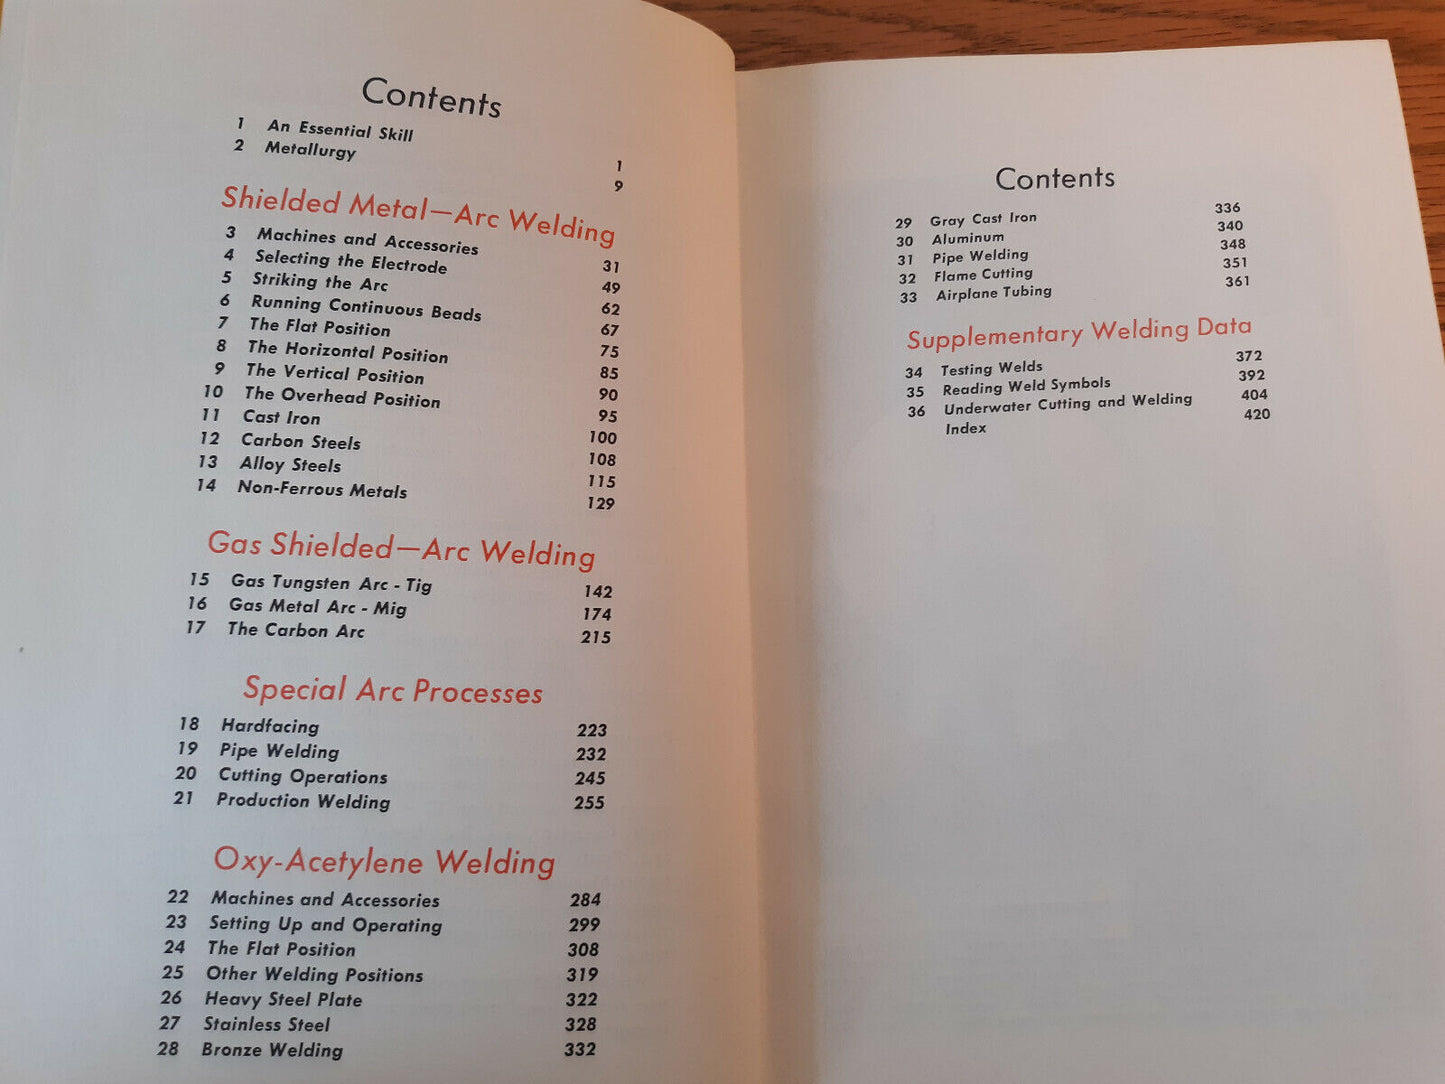 Contents
1 An Essential Skill 1
2 Metallurgy 9
Shielded Metal—Arc Welding
3 Machines and Accessories 31
4 Selecting the Electrode 49
5 Striking the Arc 62
6 Running Continuous Beads 67
7 The Flat Position 75
8 The Horizontal Position 85
9 The Vertical Position 90
10 The Overhead Position 95
11 Cast Iron 100
12 Carbon Steels 108
13 Alloy Steels 115
14 Non-Ferrous Metals 129
Gas Shielded—Arc Welding
15 Gas Tungsten Arc - Tig 142
16 Gas Metal Arc - Mig 174
17 The Carbon Arc 215
Special Arc Processes
18 Hardfacing 223
19 Pipe Welding 232
20 Cutting Operations 245
21 Production Welding 255
Oxy-Acetylene Welding
22 Machines and Accessories 284
23 Setting Up and Operating 299
24 The Flat Position 308
25 Other Welding Positions 319
26 Heavy Steel Plate 322
27 Stainless Steel 328
28 Bronze Welding 332
Contents
29 Gray Cast Iron 336
30 Aluminum 340
31 Pipe Welding 348
32 Flame Cutting 351
33 Airplane Tubing 361
Supplementary Welding Data
34 Testing Welds 372
35 Reading Weld Symbols 392
36 Underwater Cutting and Welding 404
Index 420